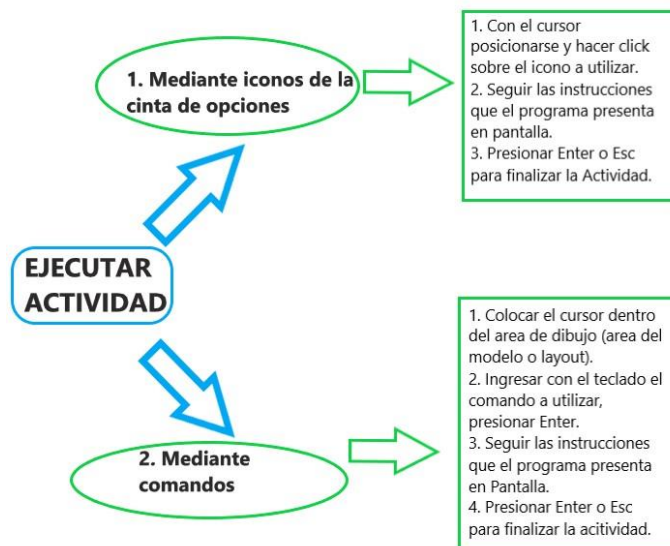 1. Mediante iconos de la
cinta de opciones
1. Con el cursor
posicionarse y hacer click
sobre el icono a utilizar.
2. Seguir las instrucciones
que el programa presenta
en pantalla.
3. Presionar Enter o Esc
para finalizar la Actividad.
EJECUTAR
ACTIVIDAD
2. Mediante
comandos
1. Colocar el cursor dentro
del area de dibujo (area del
modelo o layout).
2. Ingresar con el teclado el
comando a utilizar,
presionar Enter.
3. Seguir las instrucciones
que el programa presenta
en Pantalla.
4. Presionar Enter o Esc
para finalizar la acitividad.